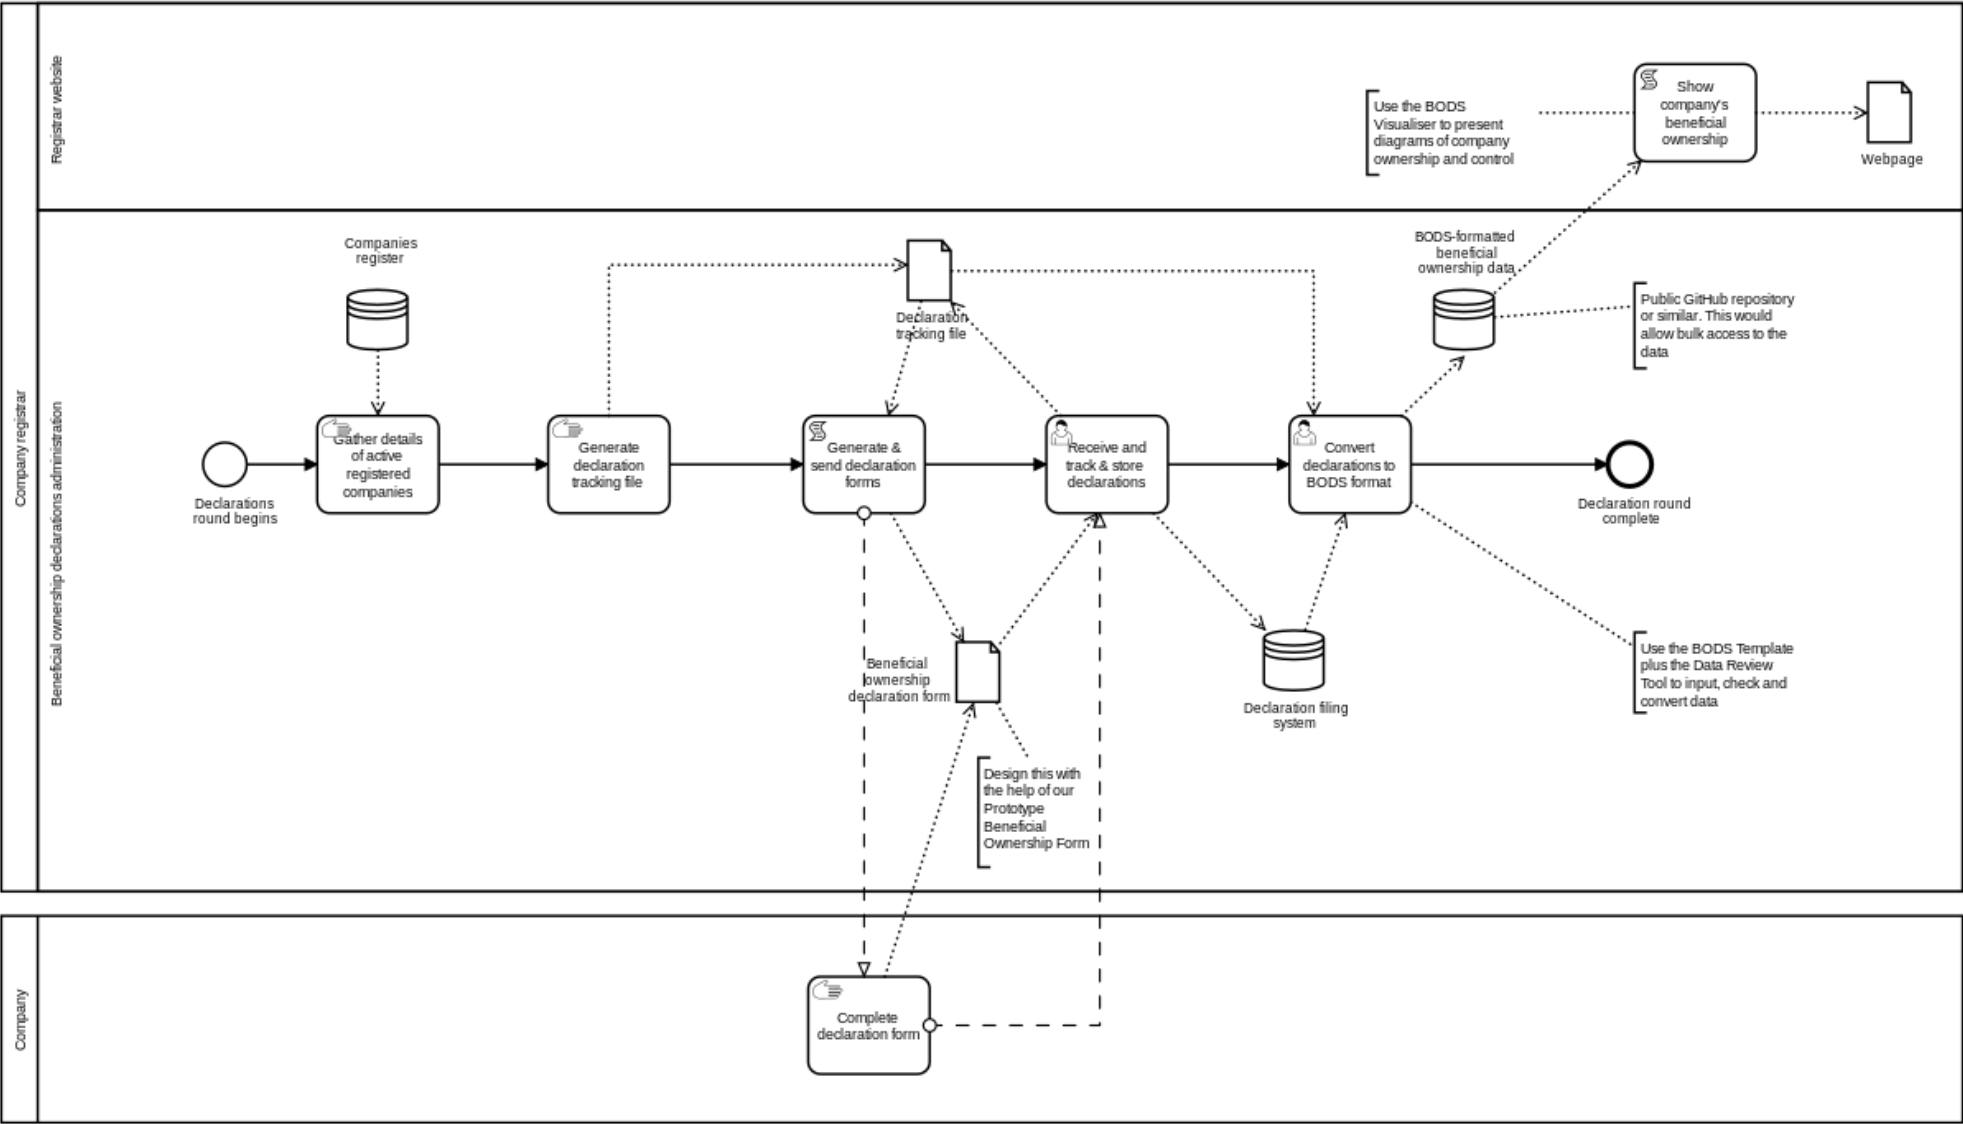 Company registrar
Registrar website
Use the BODS
Visualiser to present
diagrams of company
ownership and control
Show
company's
beneficial
ownership
Webpage
Beneficial ownership declarations administration
Companies
register
Declaration
tracking file
BODS-formatted
beneficial
ownership data
Public GitHub repository
or similar. This would
allow bulk access to the
data
Declarations
round begins
Gather details
of active
registered
companies
Generate
declaration
tracking file
Generate &
send declaration
forms
Receive and
track & store
declarations
Convert
declarations to
BODS format
Declaration round
complete
Beneficial
ownership
declaration form
Declaration filing
system
Use the BODS Template
plus the Data Review
Tool to input, check and
convert data
Design this with
the help of our
Prototype
Beneficial
Ownership Form
Company
Complete
declaration form